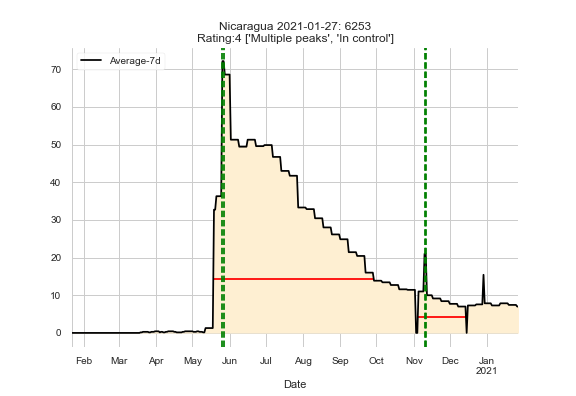 Nicaragua 2021-01-27: 6253
Rating:4 ['Multiple peaks', 'In control']
Average-7d
70
60
50
40
30
20
10
0
Feb Mar Apr May Jun Jul Aug Sep Oct Nov Dec Jan
2021
Date